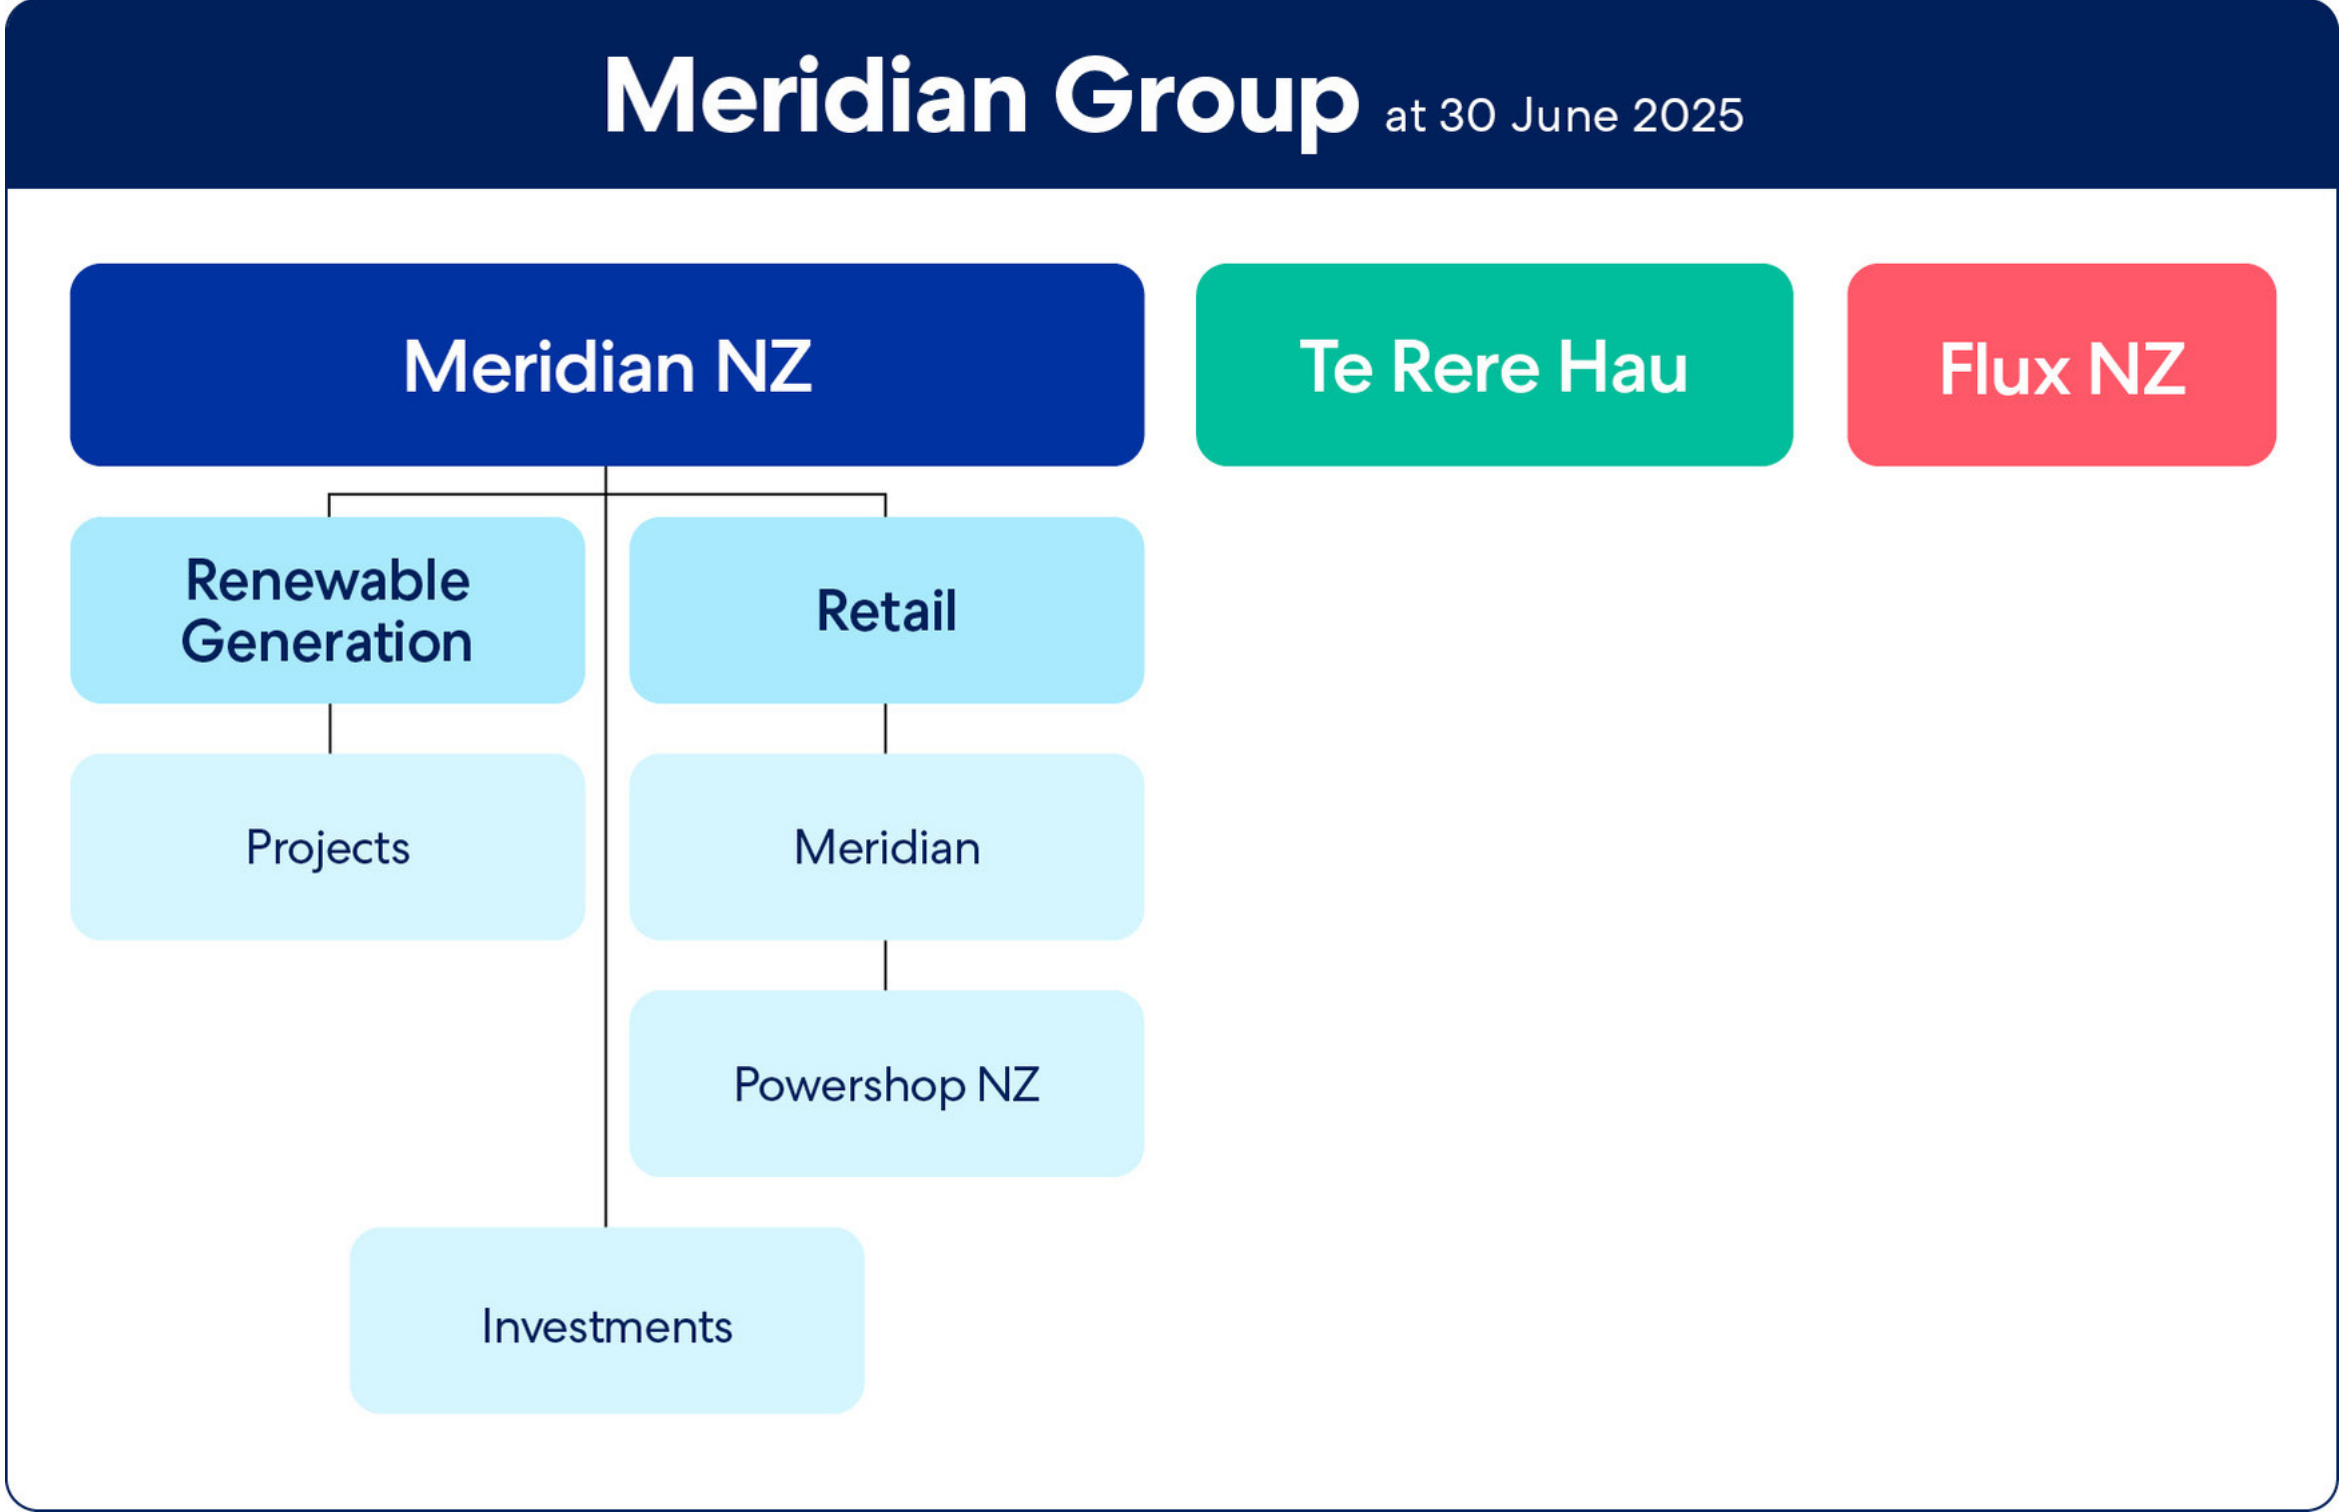 Meridian Group at 30 June 2025
Meridian NZ
Te Rere Hau
Flux NZ
Renewable
Generation
Retail
Projects
Meridian
Powershop NZ
Investments